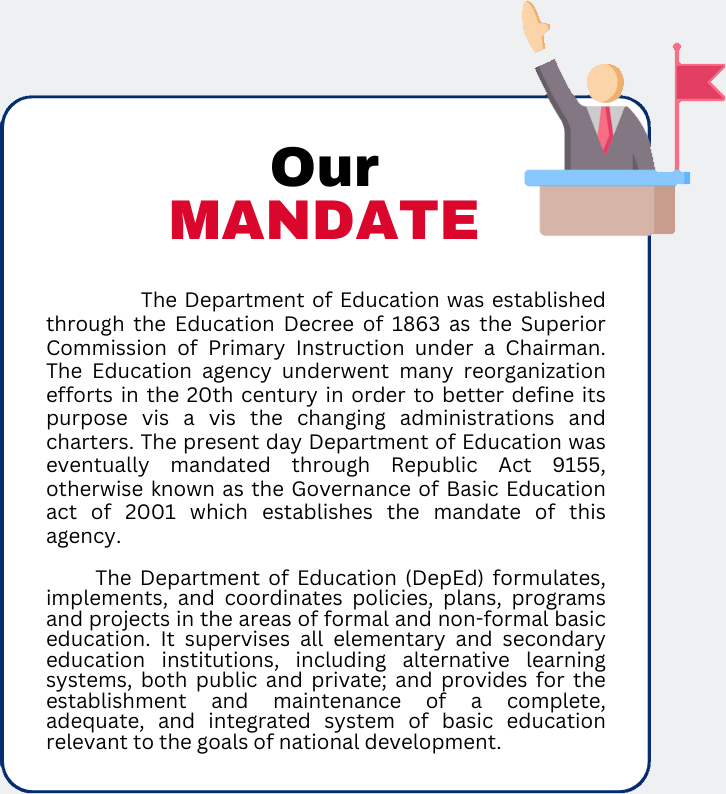 Our
MANDATE
The Department of Education was established
through the Education Decree of 1863 as the Superior
Commission of Primary Instruction under a Chairman.
The Education agency underwent many reorganization
efforts in the 20th century in order to better define its
purpose vis a vis the changing administrations and
charters. The present day Department of Education was
eventually mandated through Republic Act 9155,
otherwise known as the Governance of Basic Education
act of 2001 which establishes the mandate of this
agency.
The Department of Education (DepEd) formulates,
implements, and coordinates policies, plans, programs
and projects in the areas of formal and non-formal basic
education. It supervises all elementary and secondary
education institutions, including alternative learning
systems, both public and private; and provides for the
establishment and maintenance of a complete,
adequate, and integrated system of basic education
relevant to the goals of national development.